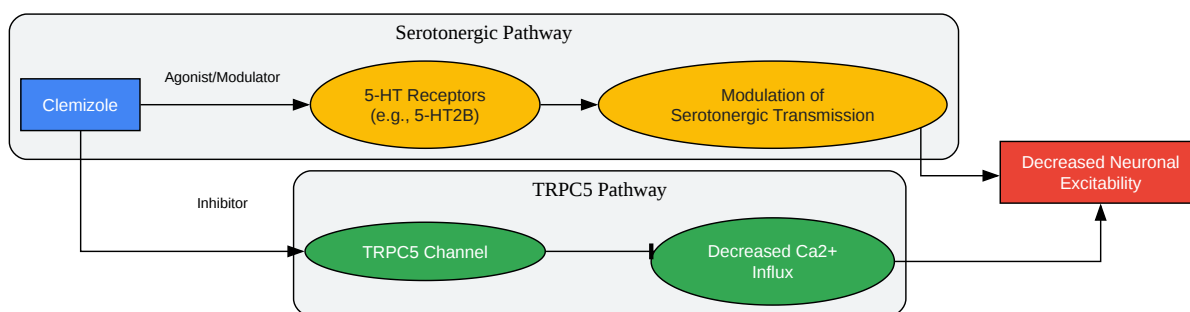 Serotonergic Pathway
Clemizole
Agonist/Modulator
5-HT Receptors
(e.g., 5-HT2B)
Modulation of
Serotonergic Transmission
Decreased Neuronal
Excitability
TRPC5 Pathway
Inhibitor
TRPC5 Channel
Decreased Ca2+
Influx